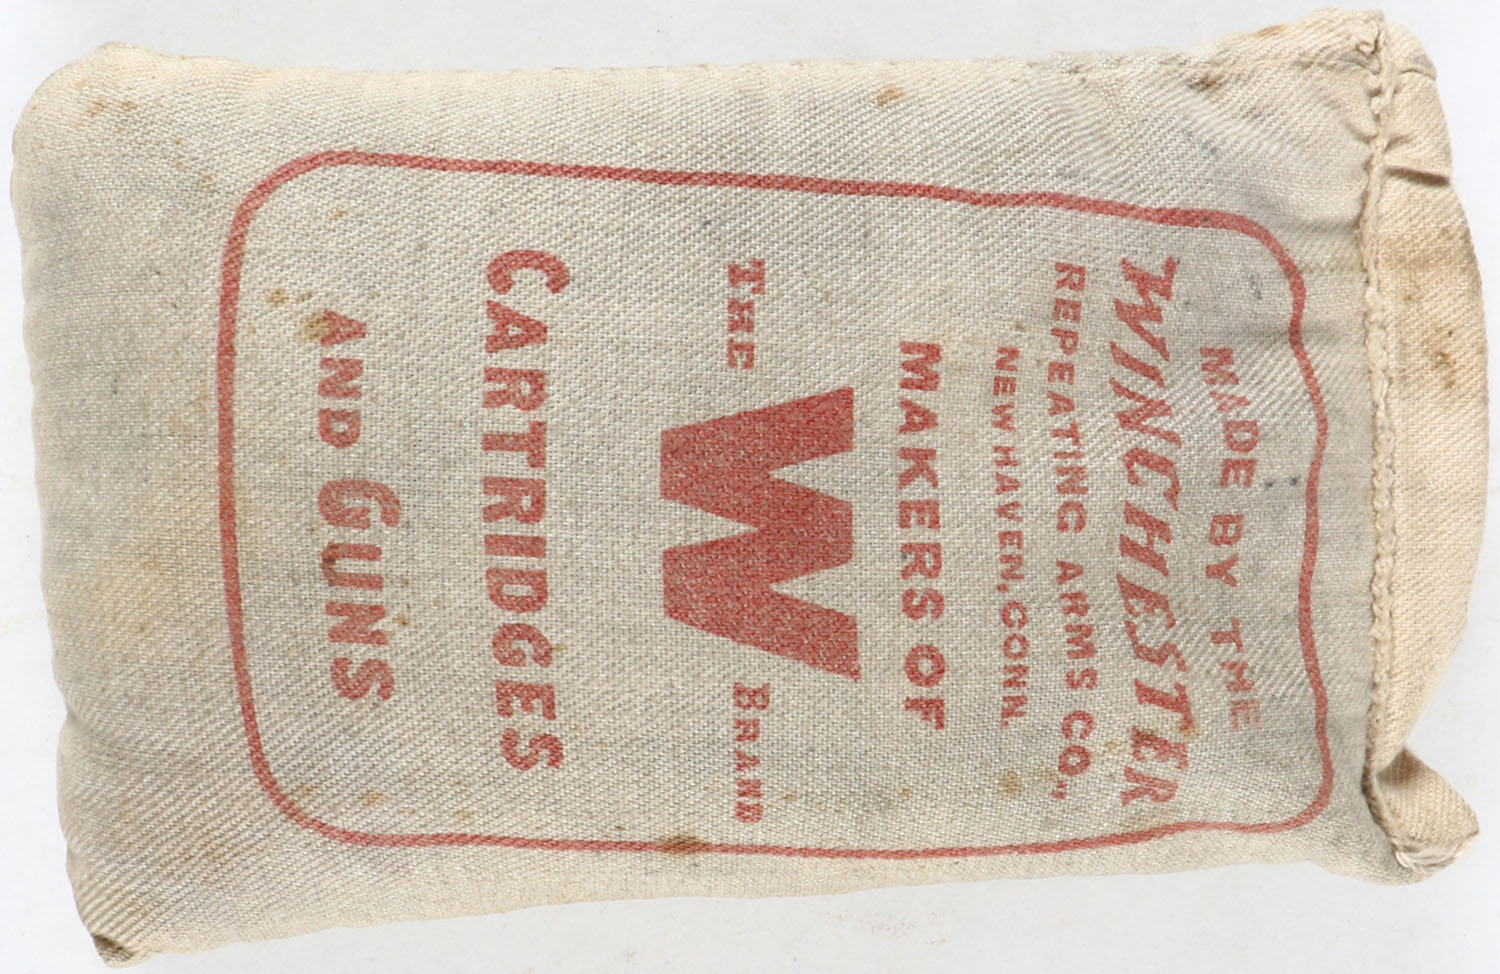 MADE BY THE
WINCHESTER
REPEATING ARMS CO.,
NEW HAVEN, CONN.
MAKERS OF
THE W BRAND
CARTRIDGES
AND GUNS